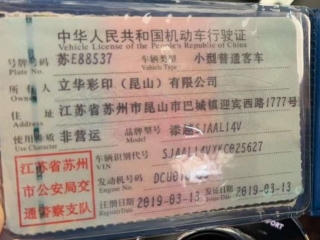 中华人民共和国机动车行驶证
Vehicle License of the People's Republic of China
号牌号码 苏E88537 车辆类型 小型普通客车
Plate No. Vehicle Type
所有人 立华彩印（昆山）有限公司
Owner
住址 江苏省苏州市昆山市巴城镇迎宾西路1777号
Address
使用性质 非营运 品牌型号 SJAAL14V
Use Character Model
江苏省苏州市公安局交通警察支队
车辆识别代号
VIN
发动机号码 DCU01
Engine No.
注册日期 2019-03-13 发证日期 2019-03-13
Register Date Issue Date